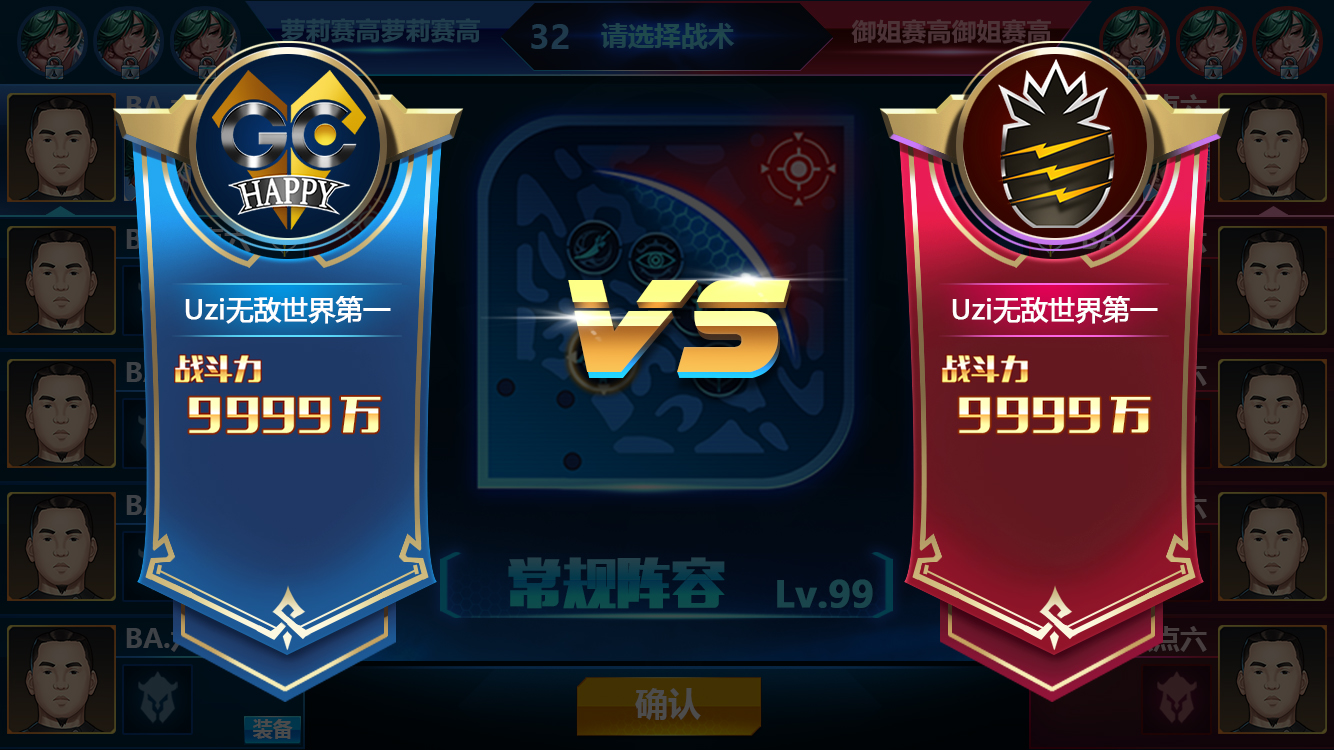 萝莉赛高萝莉赛高
32
请选择战术
御姐赛高御姐赛高
GC
HAPPY
Uzi无敌世界第一
战斗力
9999万
VS
Uzi无敌世界第一
战斗力
9999万
常规阵容
Lv.99
BA.
点六
装备
确认